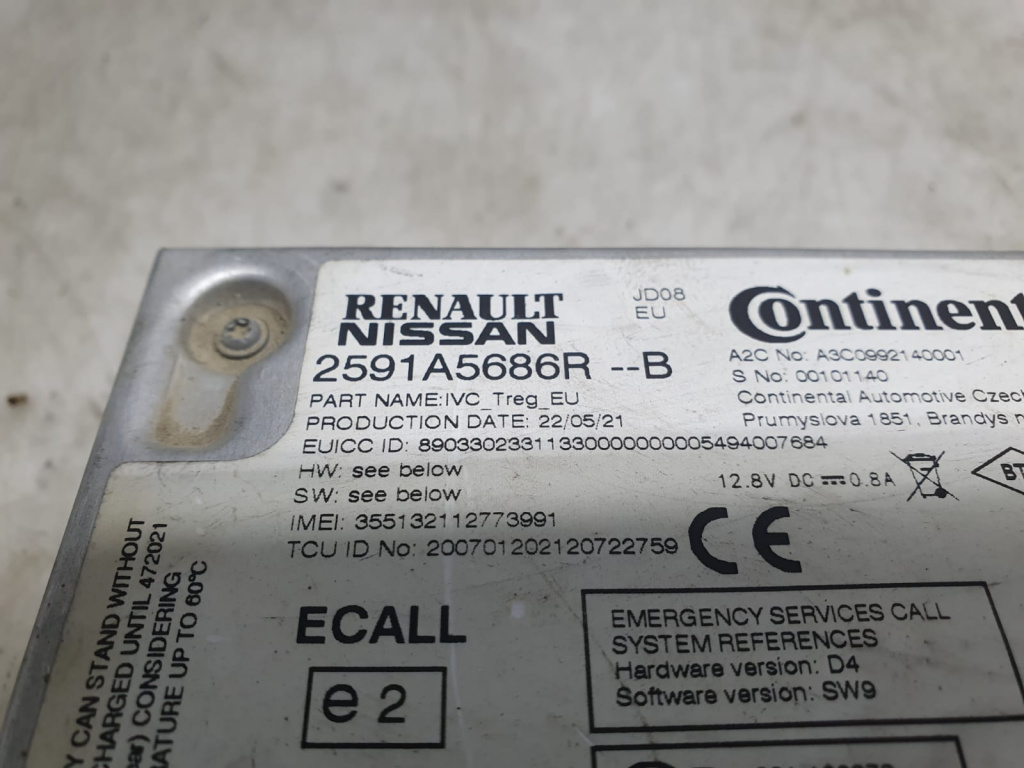 RENAULT
NISSAN
2591A5686R --B
PART NAME:IVC_Treg_EU
PRODUCTION DATE: 22/05/21
EUICC ID: 89033023311330000000005494007684
HW: see below
SW: see below
IMEI: 355132112773991
TCU ID No: 200701202120722759
JD08
EU
Continent
A2C No: A3C0992140001
S No: 00101140
Continental Automotive Czech
Prumyslova 1851, Brandys n
12.8V DC 0.8A
BT
CE
ECALL
e2
EMERGENCY SERVICES CALL
SYSTEM REFERENCES
Hardware version: D4
Software version: SW9
Y CAN STAND WITHOUT
CHARGED UNTIL 472021
ear) CONSIDERING
RATURE UP TO 60°C